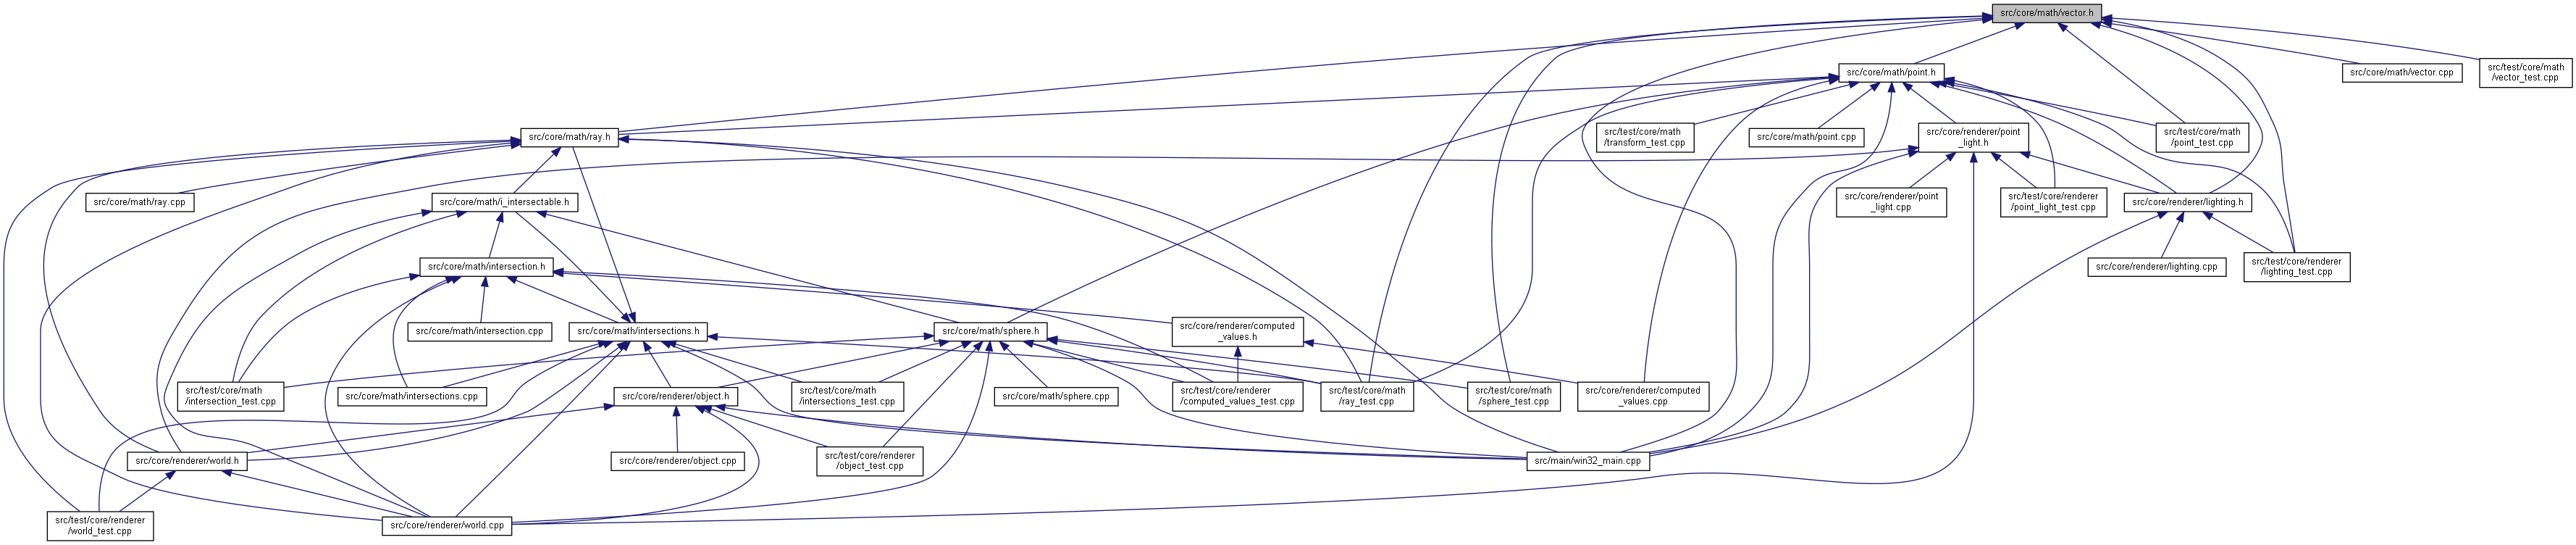 src/core/math/vector.h
src/core/math/point.h
src/core/math/vector.cpp
src/test/core/math
/vector_test.cpp
src/core/math/ray.h
src/test/core/math
/transform_test.cpp
src/core/math/point.cpp
src/core/renderer/point
_light.h
src/test/core/math
/point_test.cpp
src/core/math/ray.cpp
src/core/math/i_intersectable.h
src/core/renderer/point
_light.cpp
src/test/core/renderer
/point_light_test.cpp
src/core/renderer/lighting.h
src/core/math/intersection.h
src/core/renderer/lighting.cpp
src/test/core/renderer
/lighting_test.cpp
src/core/math/intersection.cpp
src/core/math/intersections.h
src/core/math/sphere.h
src/core/renderer/computed
_values.h
src/test/core/math
/intersection_test.cpp
src/core/math/intersections.cpp
src/core/renderer/object.h
src/test/core/math
/intersections_test.cpp
src/core/math/sphere.cpp
src/test/core/renderer
/computed_values_test.cpp
src/test/core/math
/ray_test.cpp
src/test/core/math
/sphere_test.cpp
src/core/renderer/computed
_values.cpp
src/core/renderer/world.h
src/core/renderer/object.cpp
src/test/core/renderer
/object_test.cpp
src/main/win32_main.cpp
src/test/core/renderer
/world_test.cpp
src/core/renderer/world.cpp